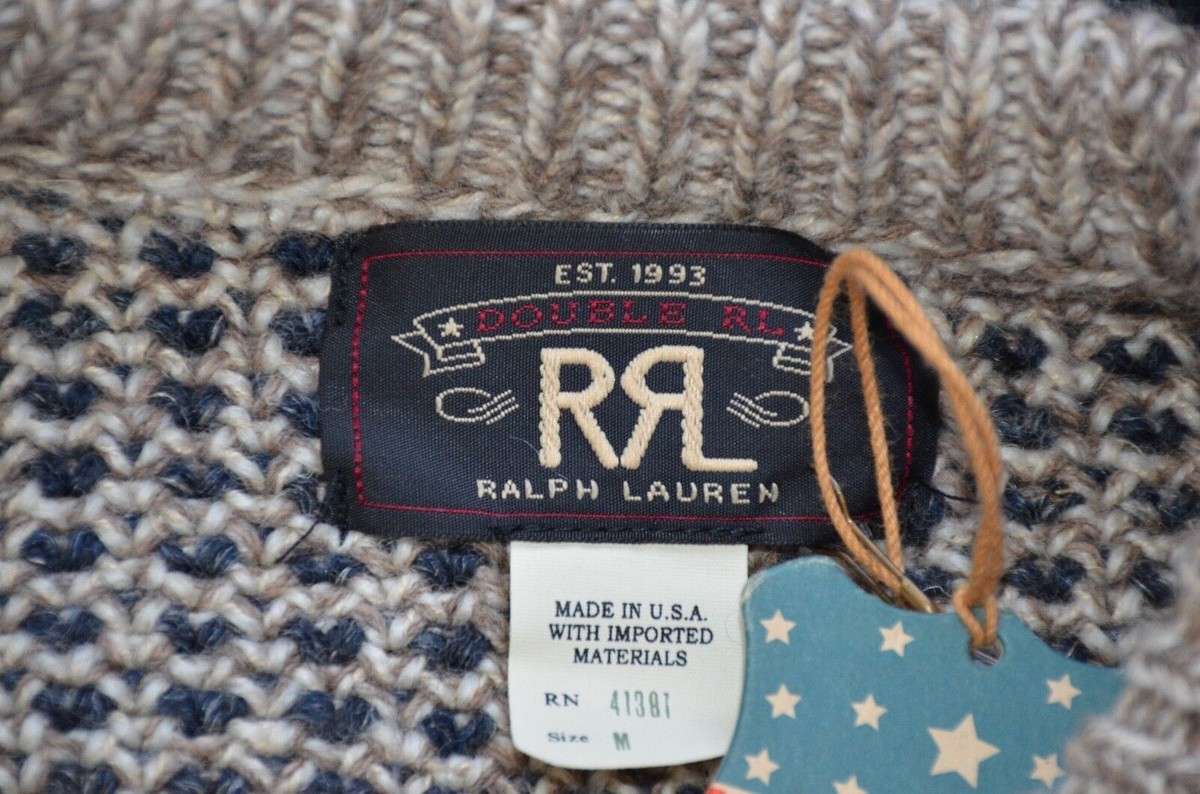 EST. 1993
DOUBLE RL
RRL
RALPH LAUREN
MADE IN U.S.A.
WITH IMPORTED
MATERIALS
RN 41381
Size M